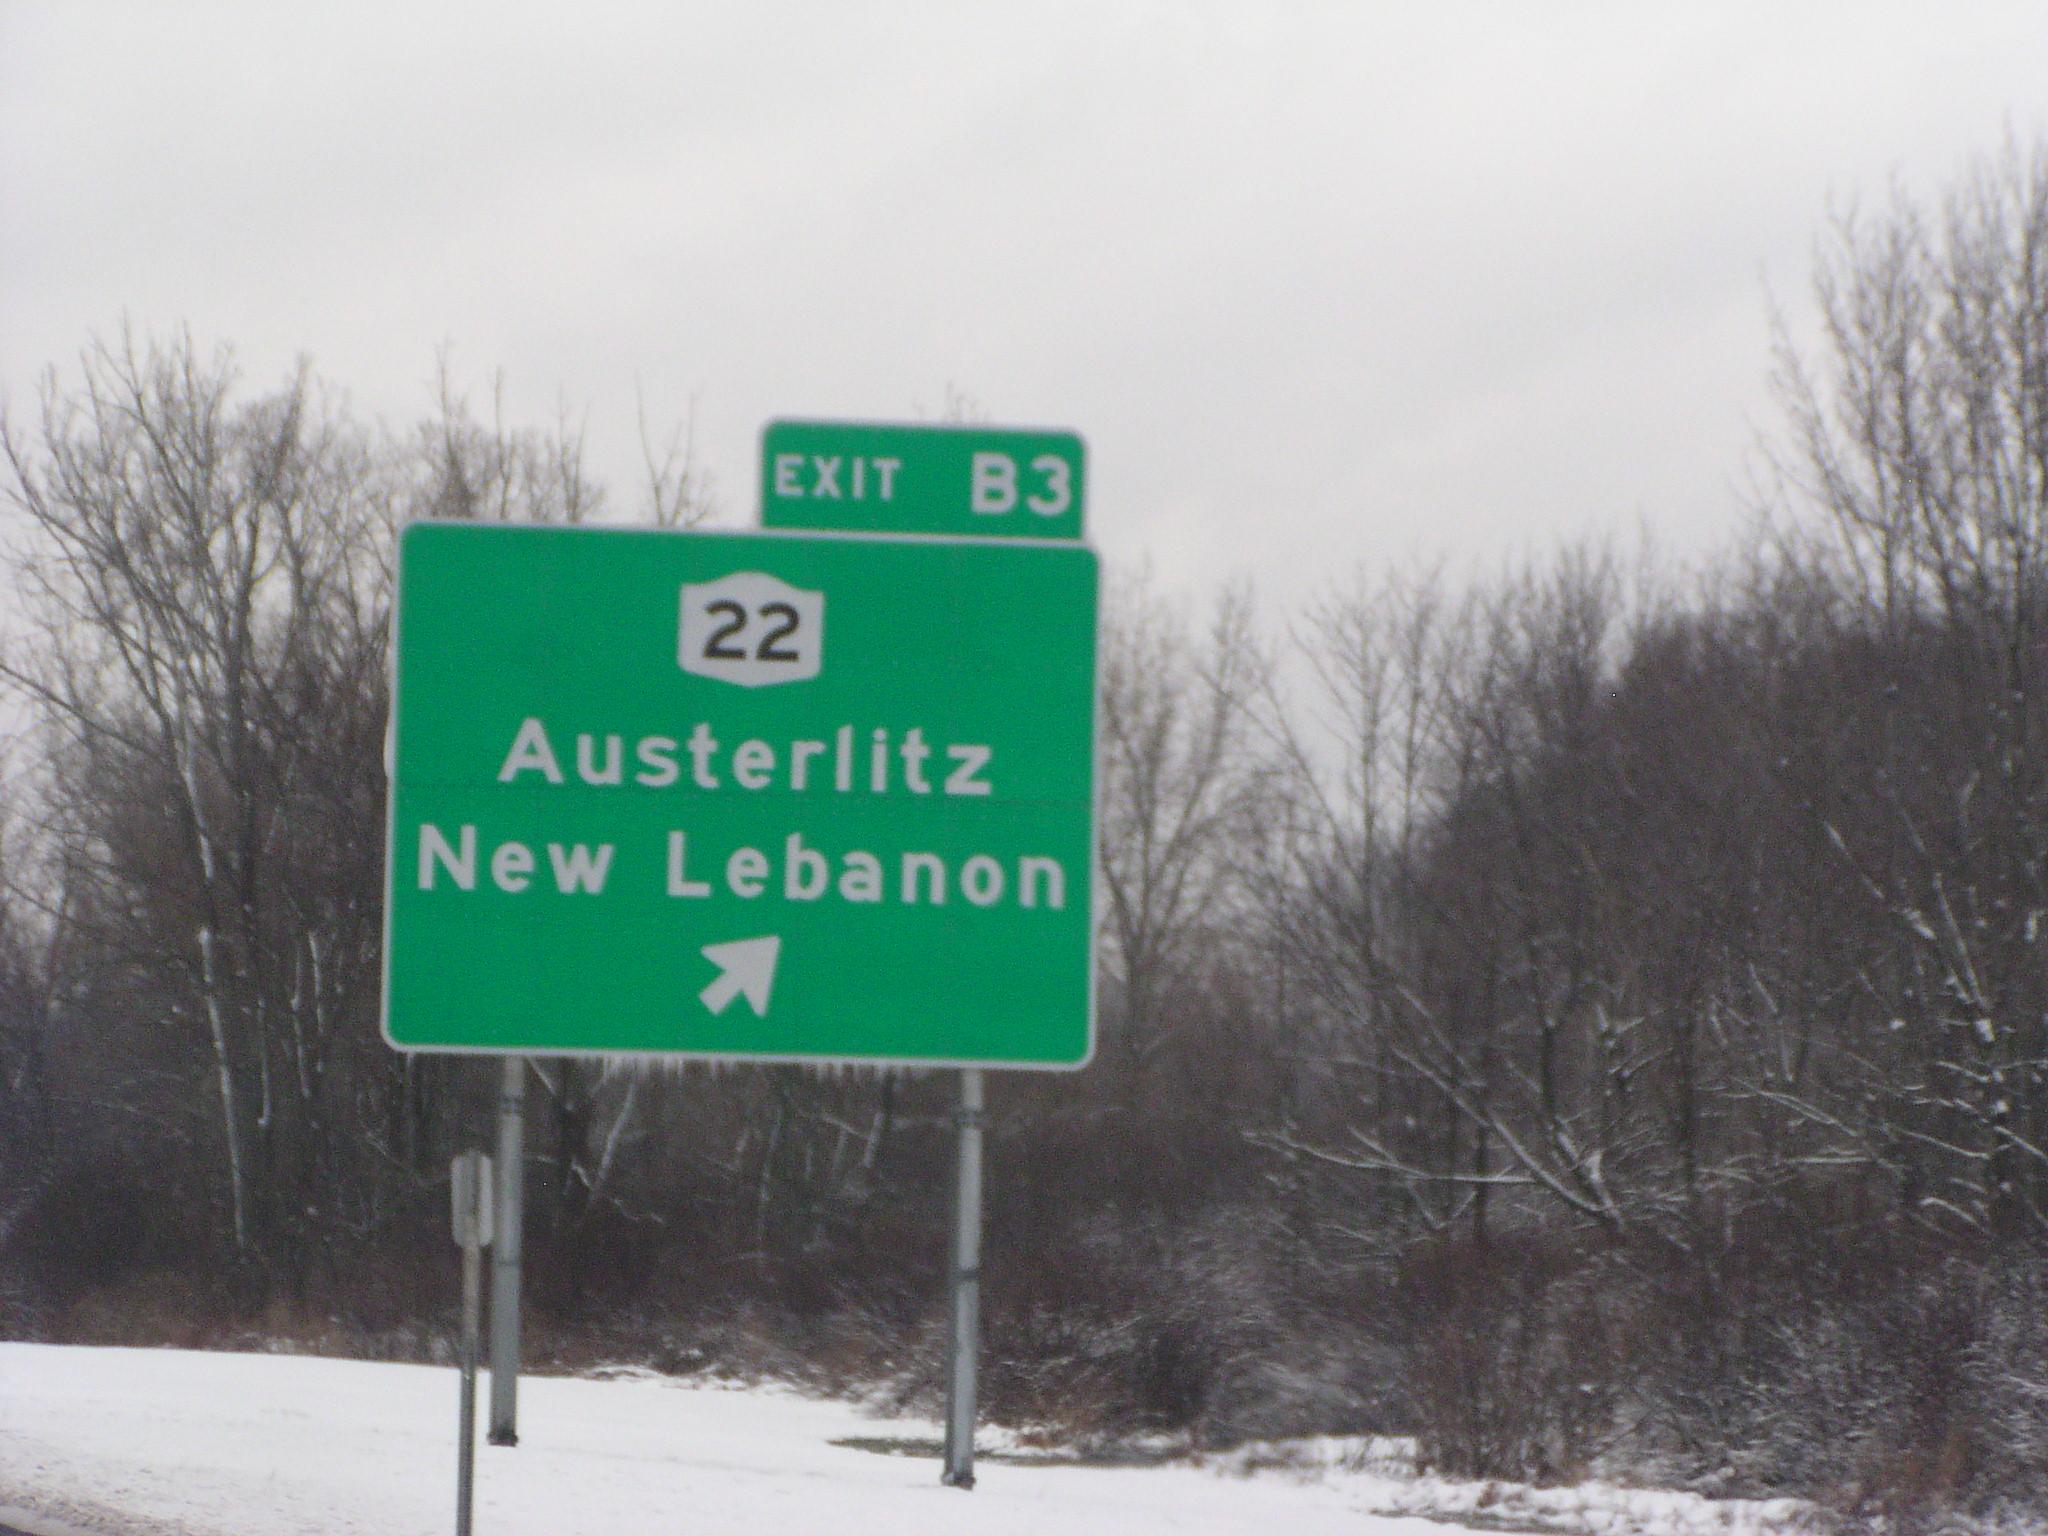 EXIT B3
22
Austerlitz
New Lebanon